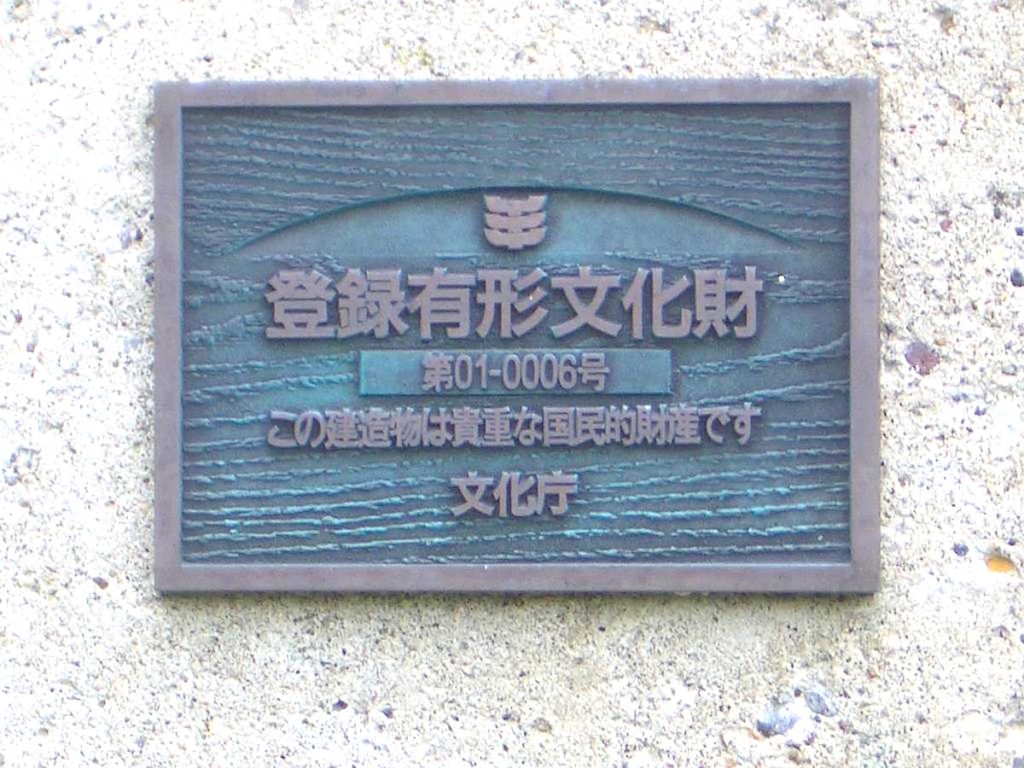 登録有形文化財
第01-0006号
この建造物は貴重な国民的財産です
文化庁